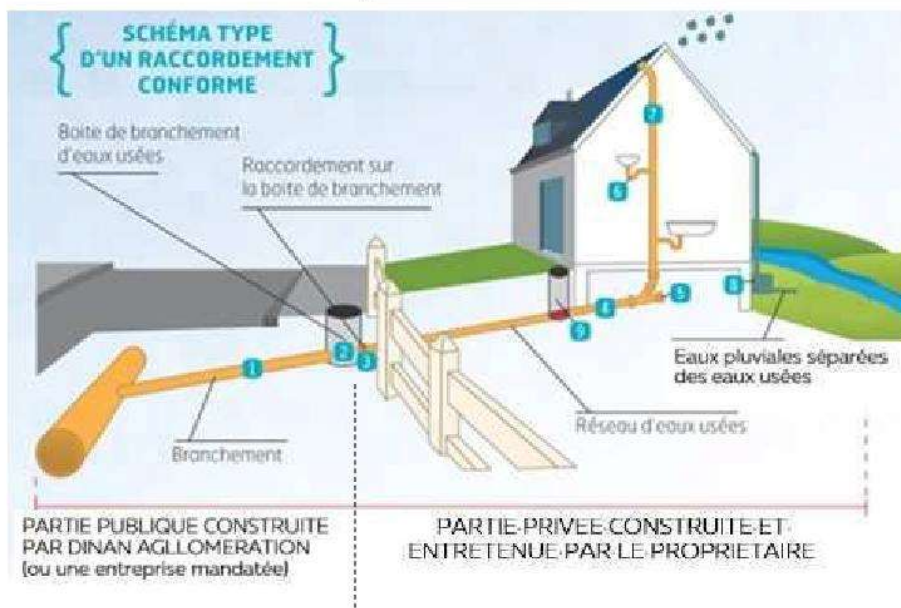 SCHÉMA TYPE
D'UN RACCORDEMENT
CONFORME
Boite de branchement
d'eaux usées
Raccordement sur
la boite de branchement
7
6
5
8
4
9
2
3
1
Eaux pluviales séparées
des eaux usées
Réseau d'eaux usées
Branchement
PARTIE PUBLIQUE CONSTRUITE
PAR DINAN AGLLOMERATION
(ou une entreprise mandatée)
PARTIE·PRIVEE·CONSTRUITE·ET·
ENTRETENUE·PAR·LE·PROPRIETAIRE